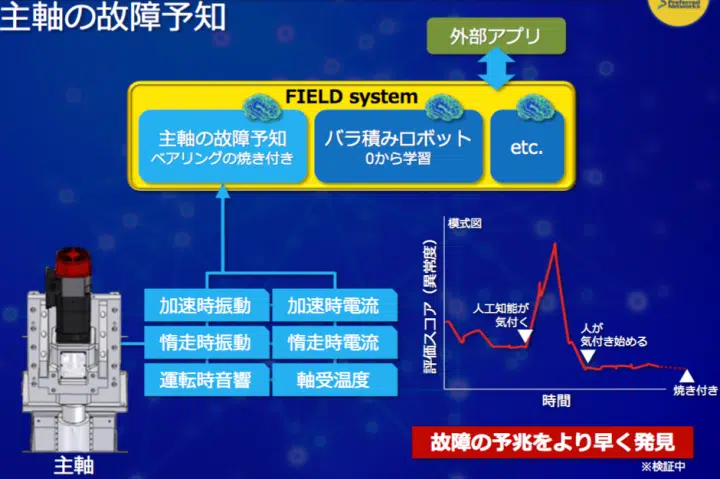 主軸の故障予知
Preferred
Networks
外部アプリ
FIELD system
主軸の故障予知
ベアリングの焼き付き
バラ積みロボット
0から学習
etc.
加速時振動
加速時電流
惰走時振動
惰走時電流
運転時音響
軸受温度
主軸
模式図
評価スコア（異常度）
人工知能が
気付く
人が
気付き始める
焼き付き
時間
故障の予兆をより早く発見
※検証中